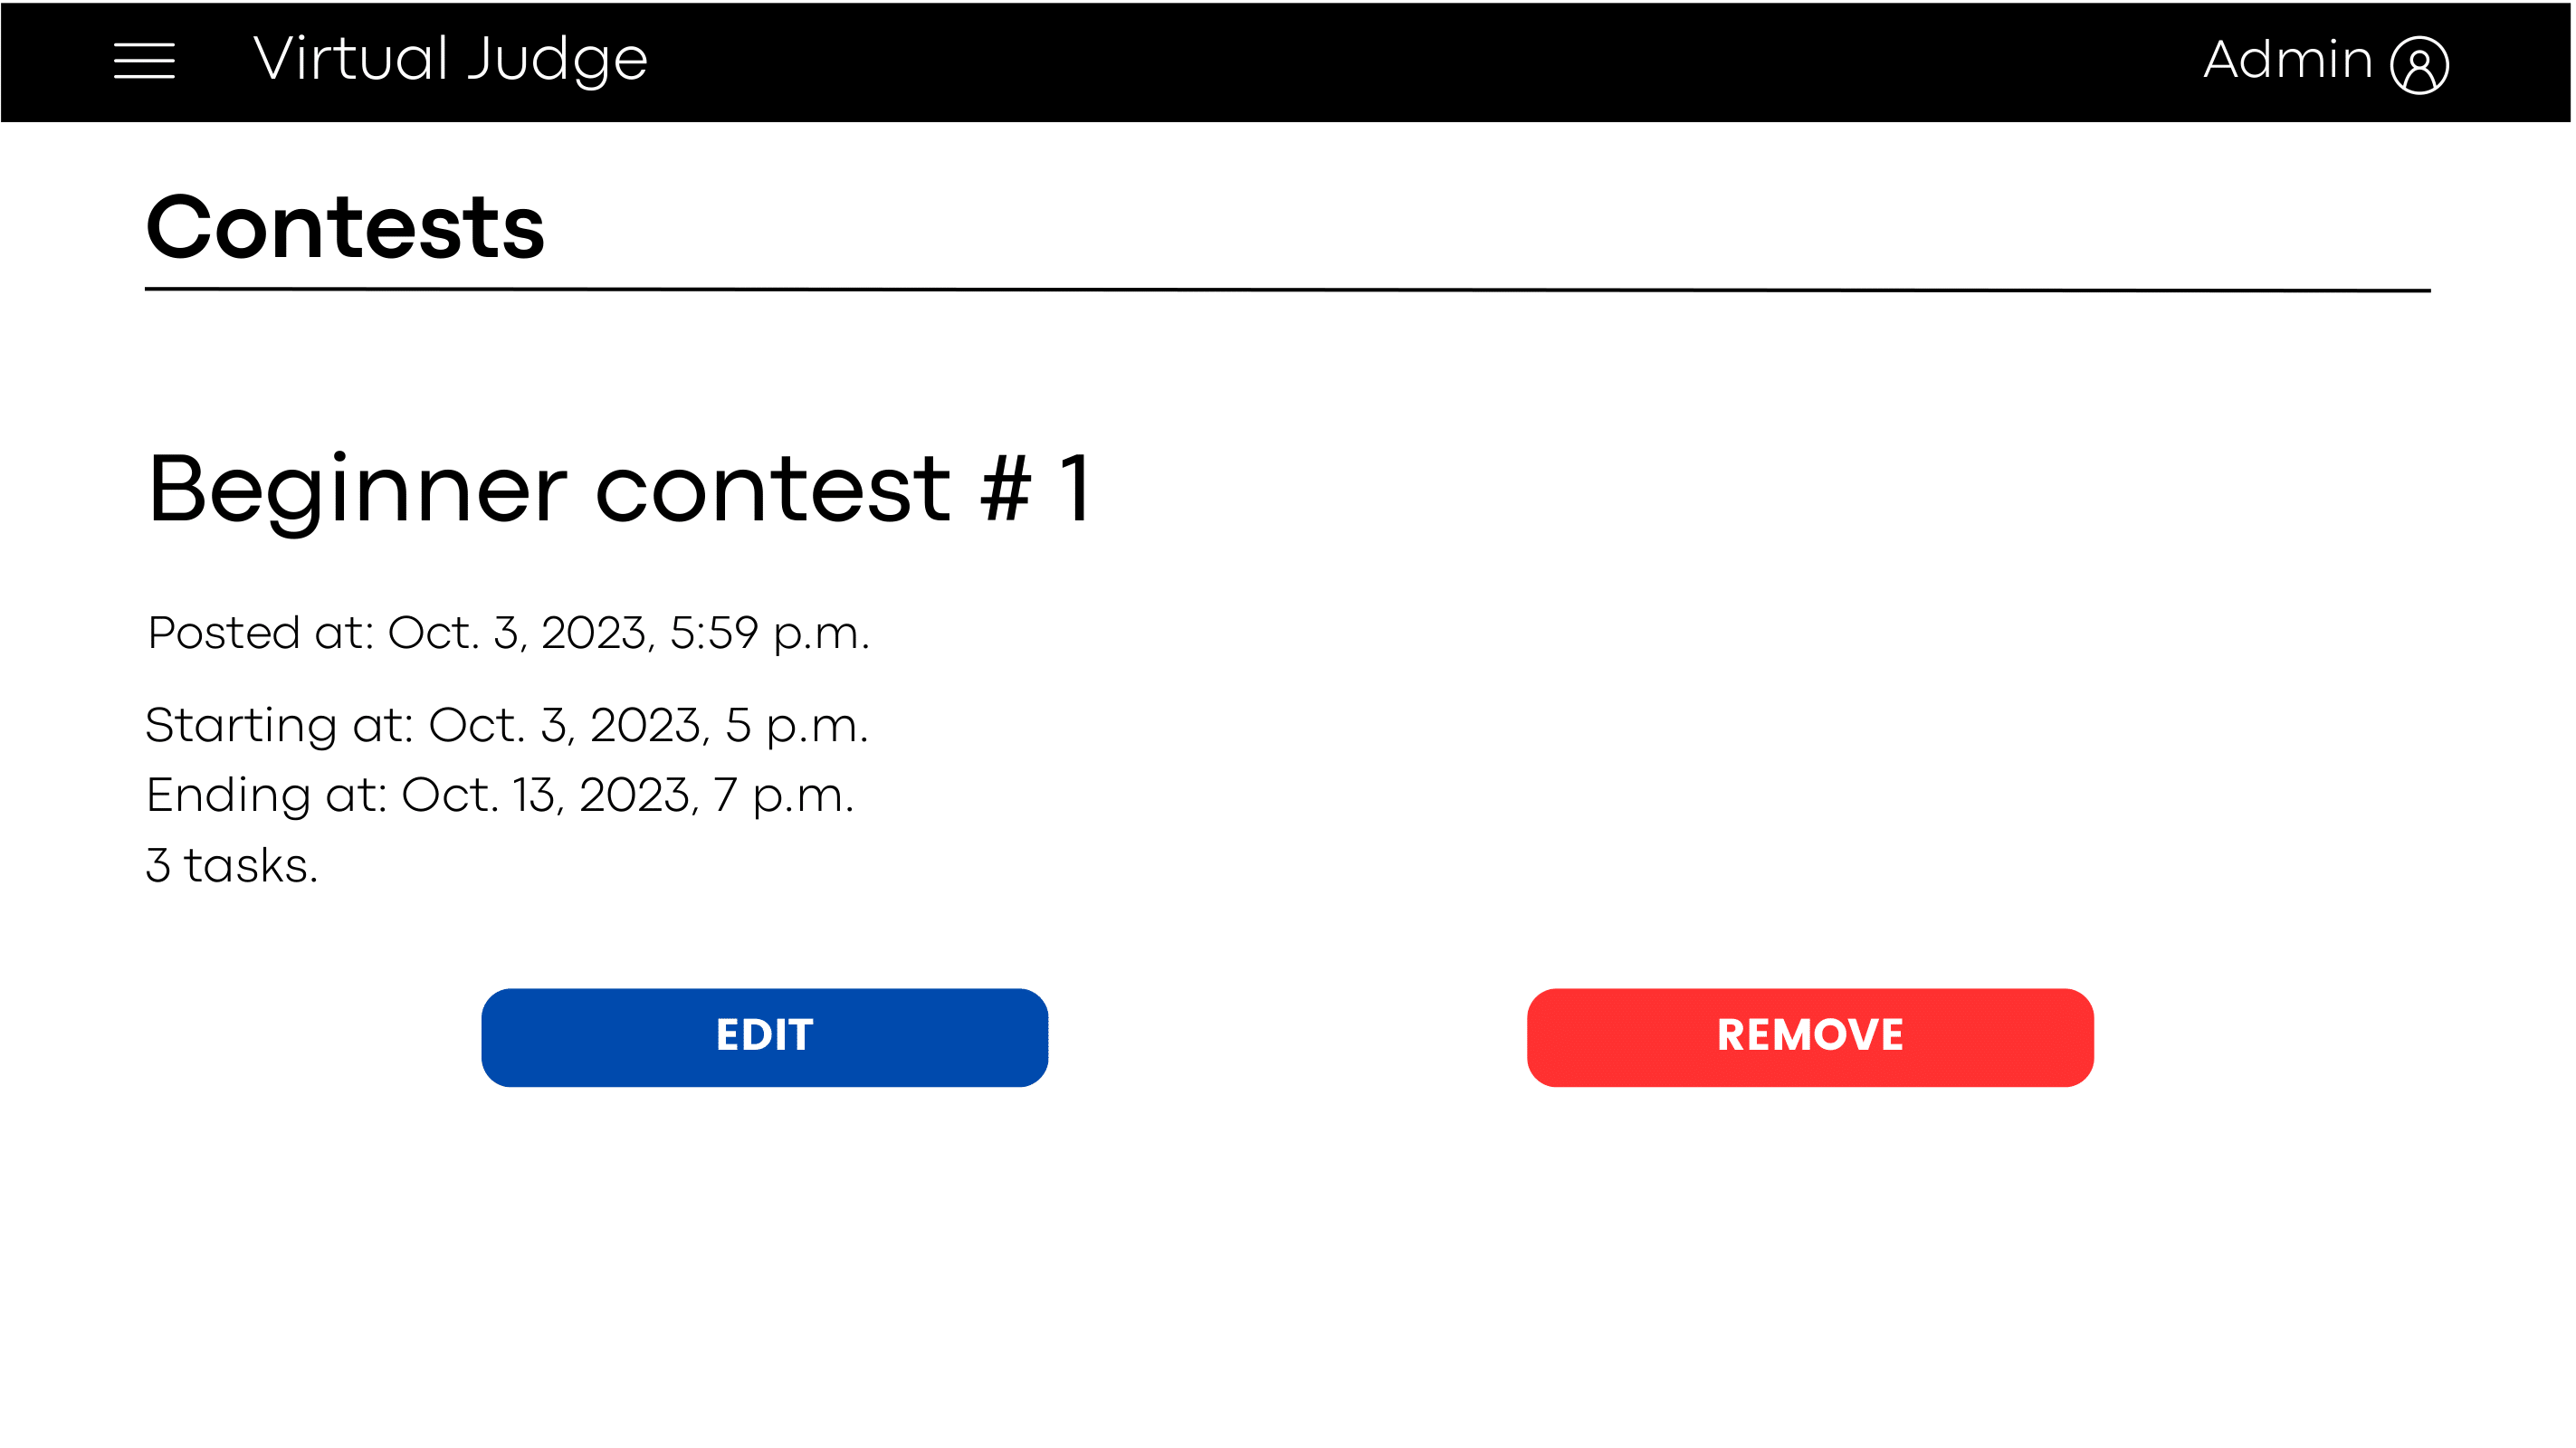 Virtual Judge
Admin
Contests
Beginner contest # 1
Posted at: Oct. 3, 2023, 5:59 p.m.
Starting at: Oct. 3, 2023, 5 p.m.
Ending at: Oct. 13, 2023, 7 p.m.
3 tasks.
EDIT
REMOVE